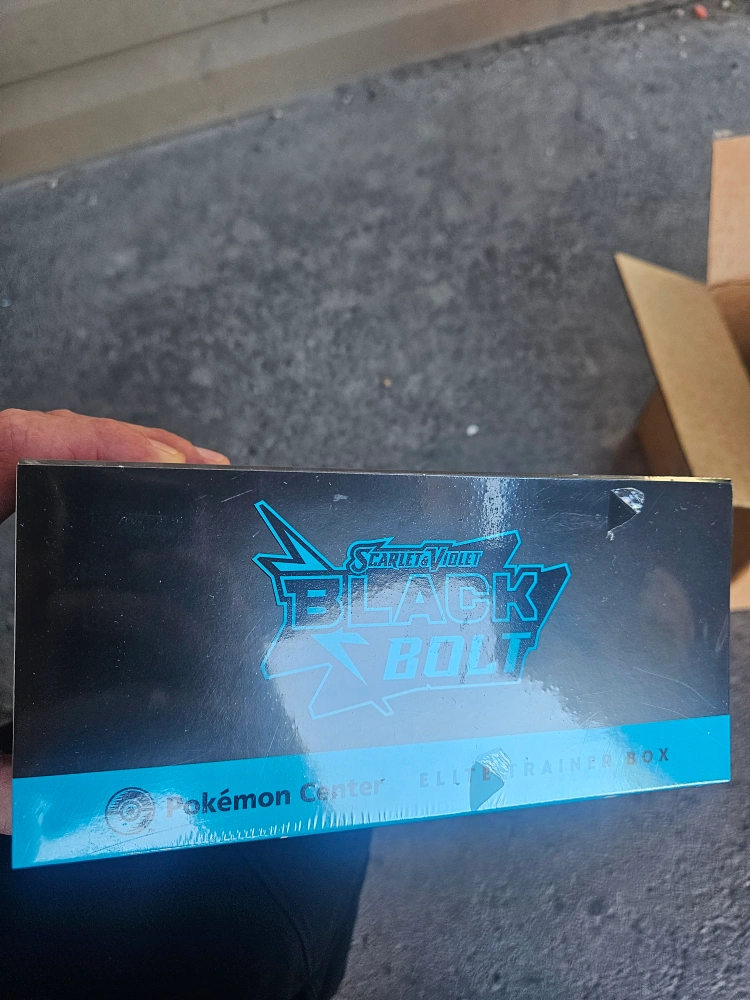 SCARLET & VIOLET
BLACK
BOLT
Pokémon Center ELITE TRAINER BOX